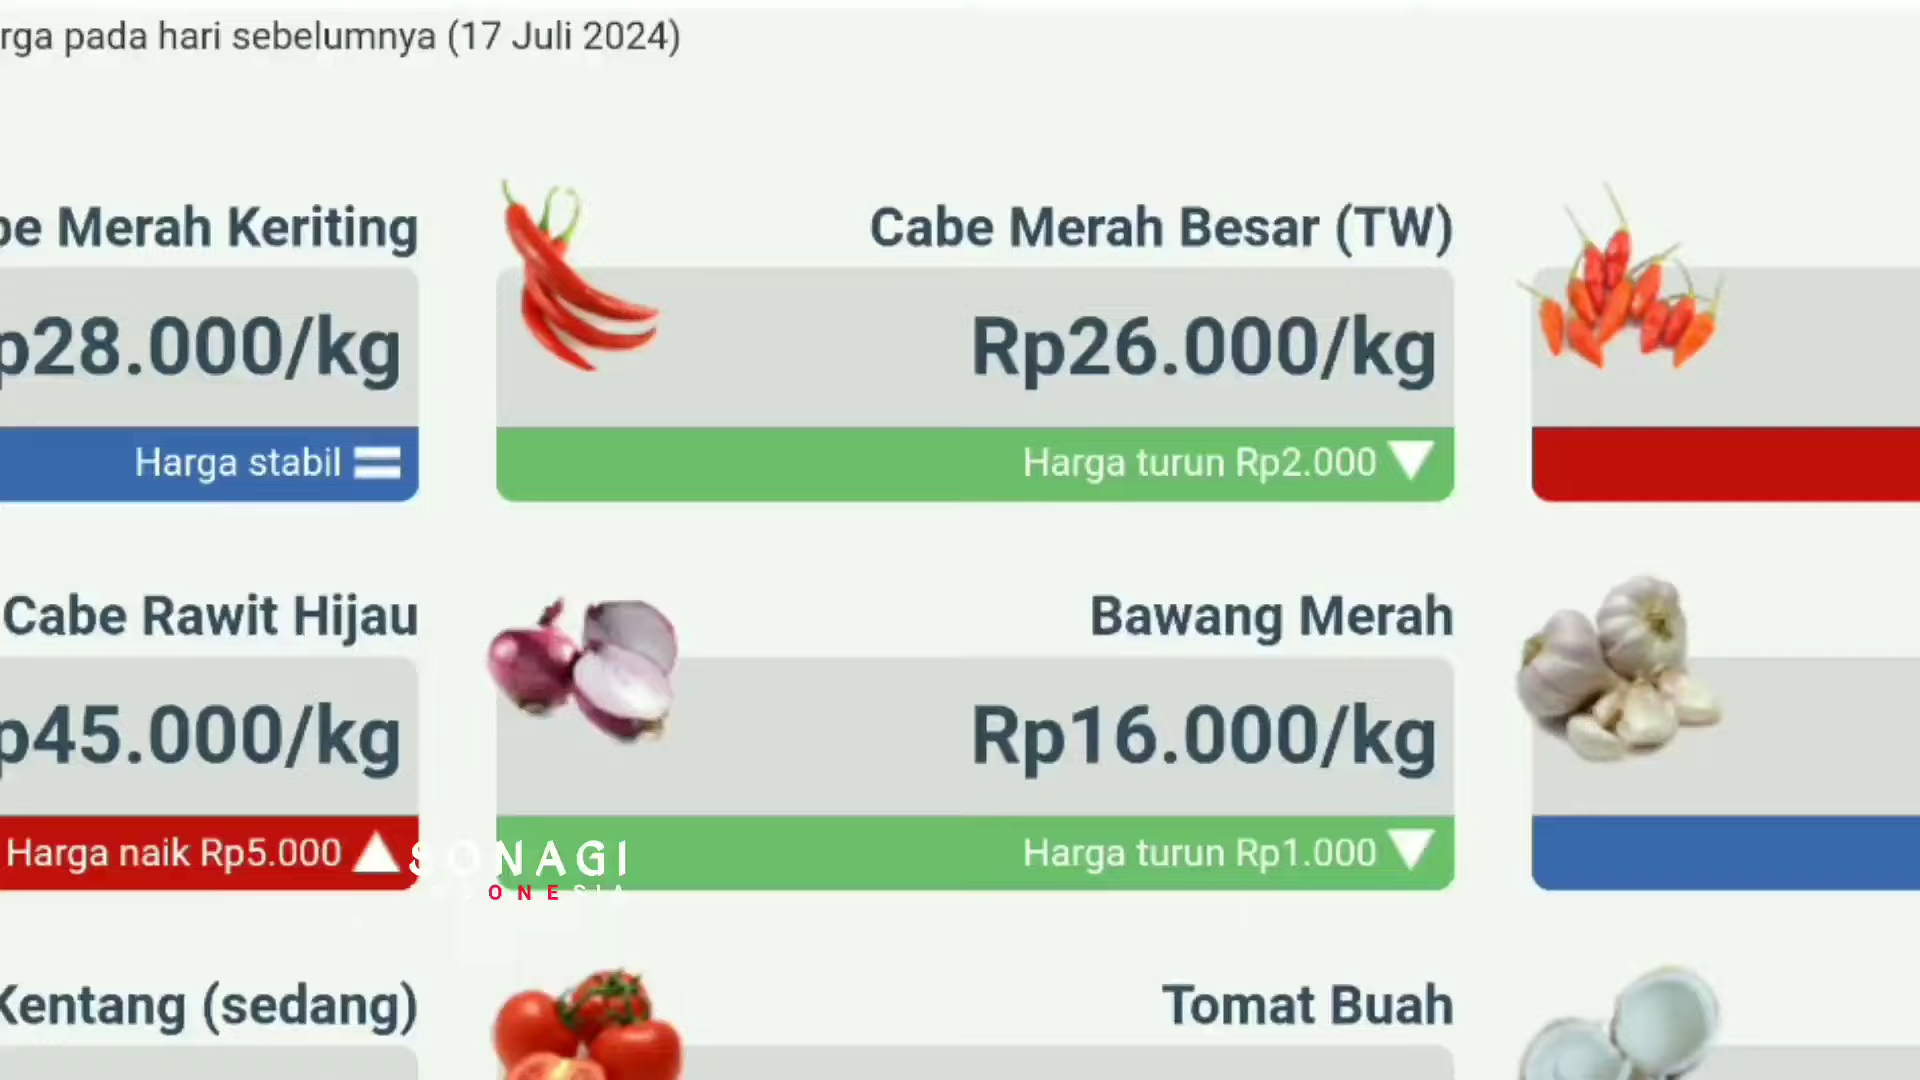 rga pada hari sebelumnya (17 Juli 2024)
be Merah Keriting
p28.000/kg
Harga stabil
Cabe Merah Besar (TW)
Rp26.000/kg
Harga turun Rp2.000
Cabe Rawit Hijau
p45.000/kg
Harga naik Rp5.000
Bawang Merah
Rp16.000/kg
Harga turun Rp1.000
SONAGI
ONESIA
Kentang (sedang)
Tomat Buah